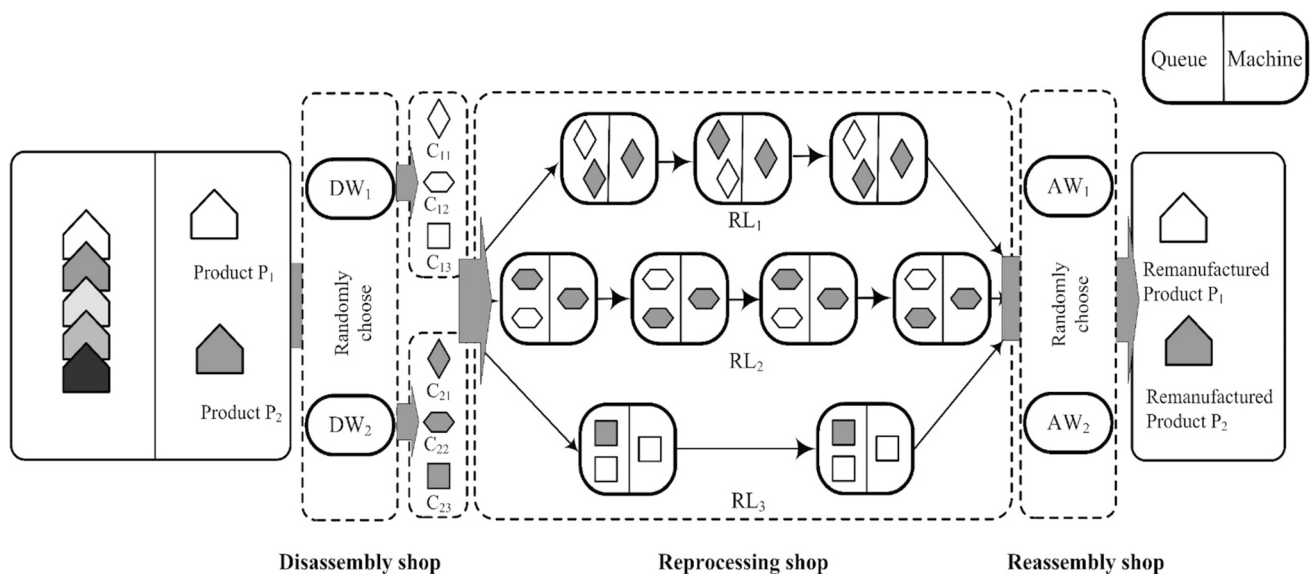 Queue
Machine
Product P1
Product P2
Randomly
choose
DW1
DW2
C11
C12
C13
C21
C22
C23
RL1
RL2
RL3
Randomly
choose
AW1
AW2
Remanufactured
Product P1
Remanufactured
Product P2
Disassembly shop
Reprocessing shop
Reassembly shop